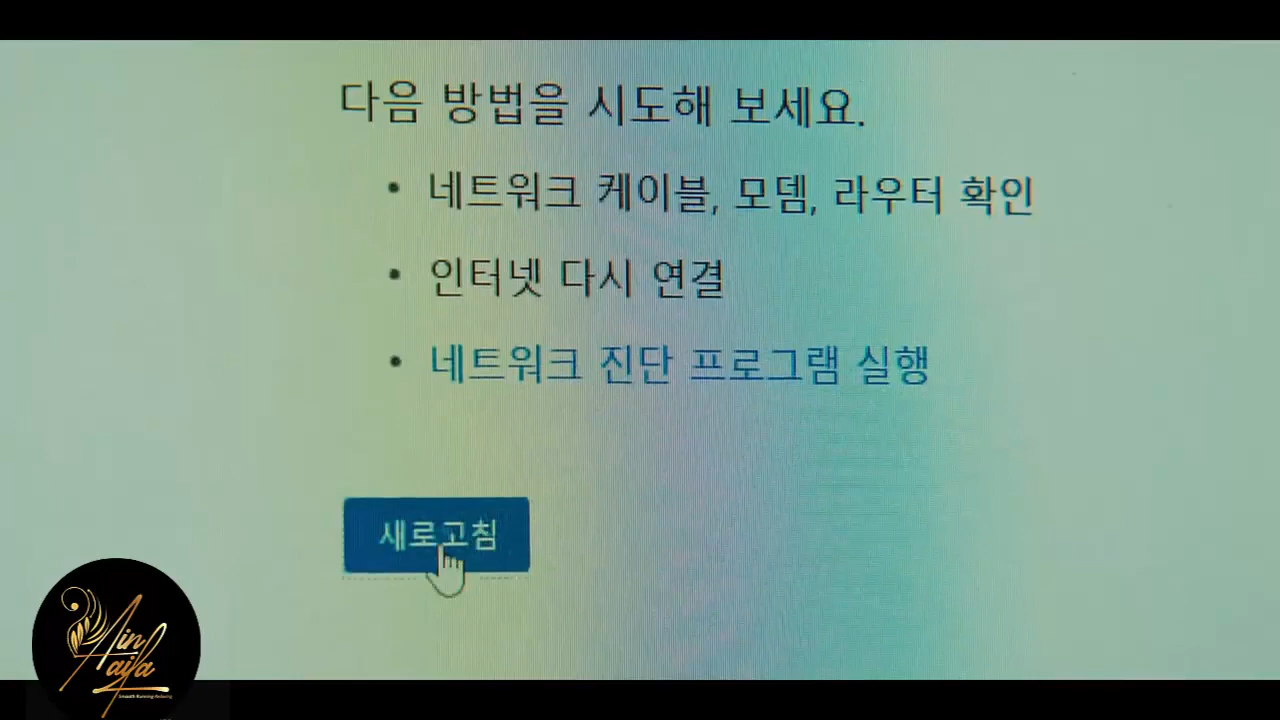 다음 방법을 시도해 보세요.
• 네트워크 케이블, 모뎀, 라우터 확인
• 인터넷 다시 연결
• 네트워크 진단 프로그램 실행
새로고침